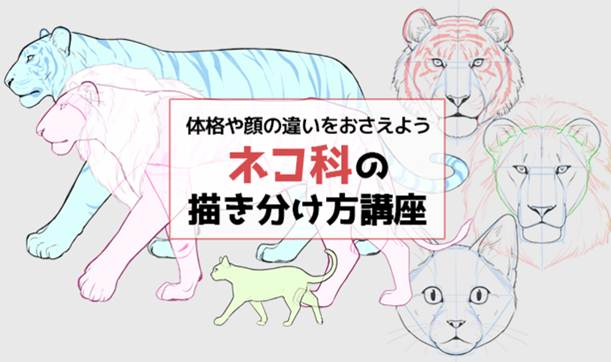 体格や顔の違いをおさえよう
ネコ科の
描き分け方講座